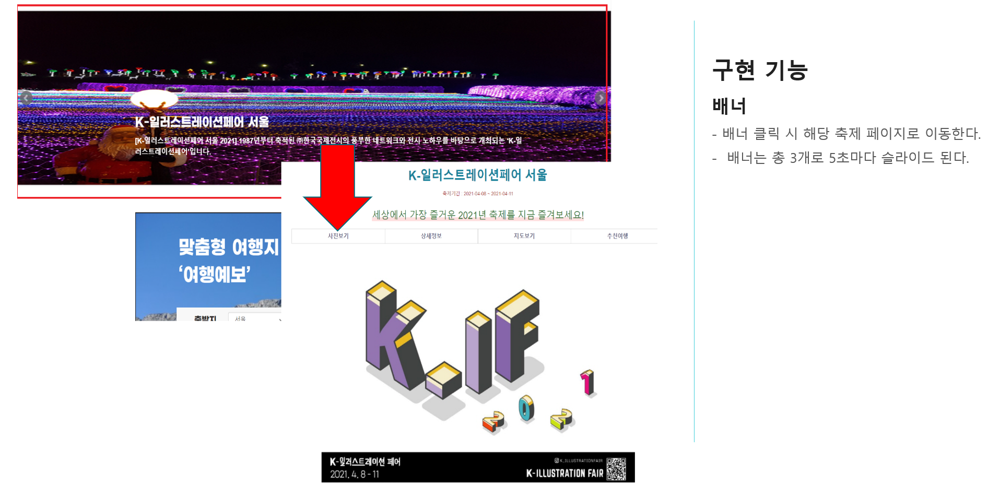 K-일러스트레이션페어 서울
[K-일러스트레이션페어 서울 2021] 1987년부터 축적된 ㈜한국국제전시의 풍부한 네트워크와 전시 노하우를 바탕으로 개최되는 ‘K-일
러스트레이션페어’입니다.
맞춤형 여행지
‘여행예보’
출발지
서울
K-일러스트레이션페어 서울
축제기간 : 2021-04-08 ~ 2021-04-11
세상에서 가장 즐거운 2021년 축제를 지금 즐겨보세요!
사진보기 상세정보 지도보기 추천여행
K-IF
2021
K-일러스트레이션 페어
2021. 4. 8 - 11
K_ILLUSTRATIONFAIR
K-ILLUSTRATION FAIR
구현 기능
배너
- 배너 클릭 시 해당 축제 페이지로 이동한다.
- 배너는 총 3개로 5초마다 슬라이드 된다.